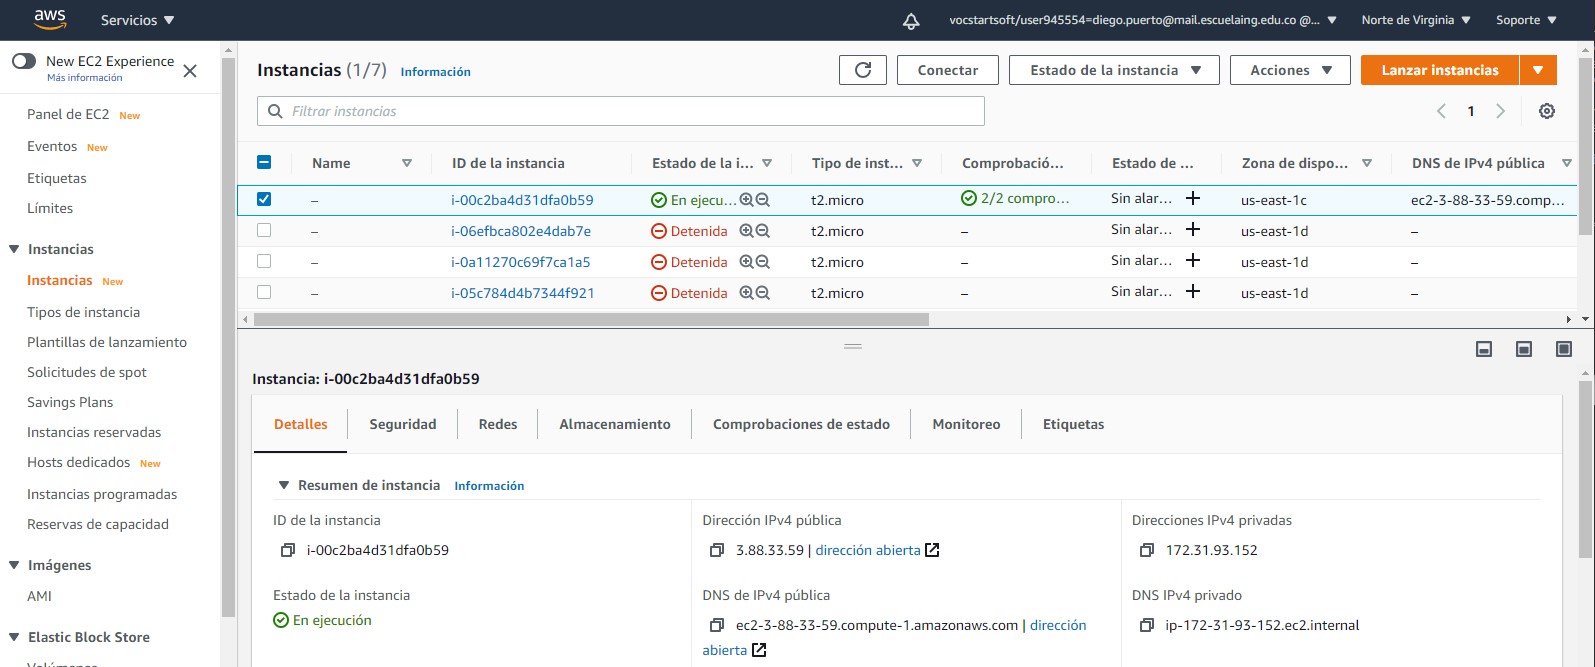 aws
Servicios
vocstartsoft/user945554=diego.puerto@mail.escuelaing.edu.co @...
Norte de Virginia
Soporte
New EC2 Experience
Más información
Panel de EC2 New
Eventos New
Etiquetas
Límites
Instancias
Instancias New
Tipos de instancia
Plantillas de lanzamiento
Solicitudes de spot
Savings Plans
Instancias reservadas
Hosts dedicados New
Instancias programadas
Reservas de capacidad
Imágenes
AMI
Elastic Block Store
Volúmenes
Instancias (1/7) Información
Conectar
Estado de la instancia
Acciones
Lanzar instancias
Filtrar instancias
1
Name ID de la instancia Estado de la i... Tipo de inst... Comprobació... Estado de ... Zona de dispo... DNS de IPv4 pública
– i-00c2ba4d31dfa0b59 En ejecu... t2.micro 2/2 compro... Sin alar... + us-east-1c ec2-3-88-33-59.comp...
– i-06efbca802e4dab7e Detenida t2.micro – Sin alar... + us-east-1d –
– i-0a11270c69f7ca1a5 Detenida t2.micro – Sin alar... + us-east-1d –
– i-05c784d4b7344f921 Detenida t2.micro – Sin alar... + us-east-1d –
Instancia: i-00c2ba4d31dfa0b59
Detalles Seguridad Redes Almacenamiento Comprobaciones de estado Monitoreo Etiquetas
Resumen de instancia Información
ID de la instancia
i-00c2ba4d31dfa0b59
Dirección IPv4 pública
3.88.33.59 | dirección abierta
Direcciones IPv4 privadas
172.31.93.152
Estado de la instancia
En ejecución
DNS de IPv4 pública
ec2-3-88-33-59.compute-1.amazonaws.com | dirección
abierta
DNS IPv4 privado
ip-172-31-93-152.ec2.internal